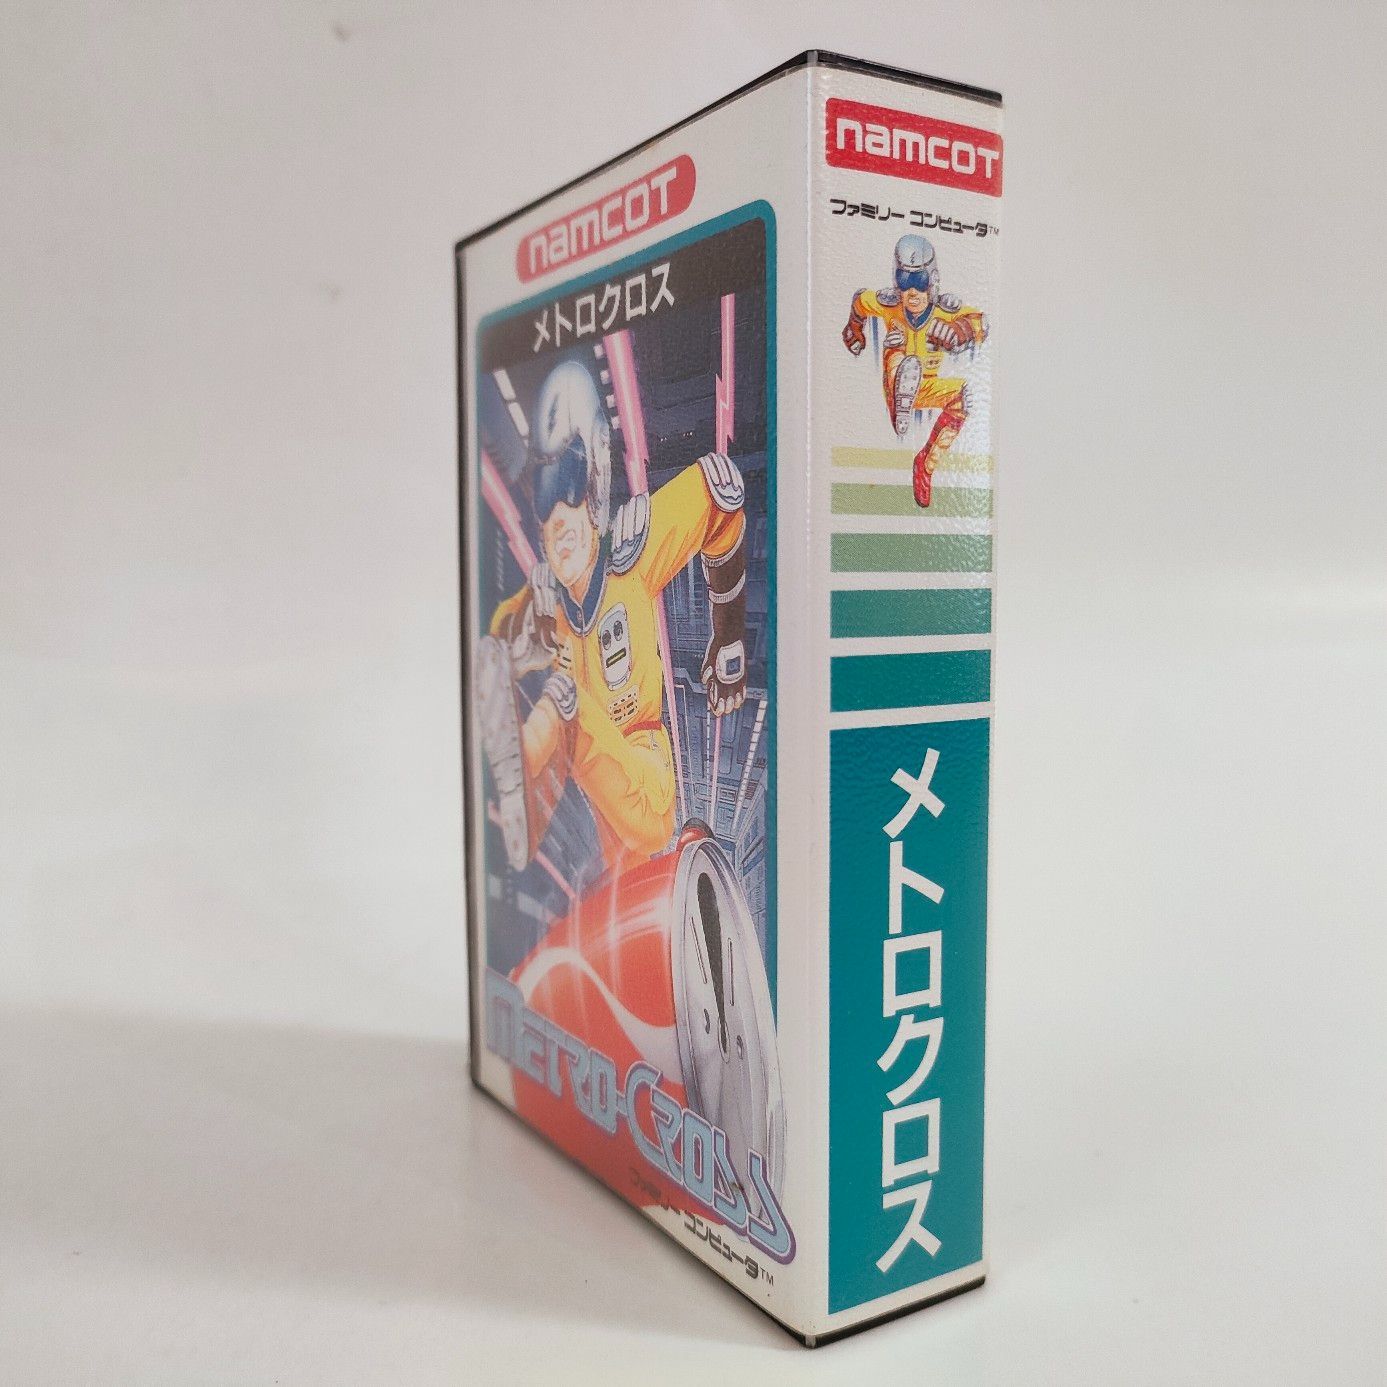 namcoT
メトロクロス
METRO-CROSS
ファミリー コンピュータ™
namcoT
ファミリー コンピュータ™
メトロクロス